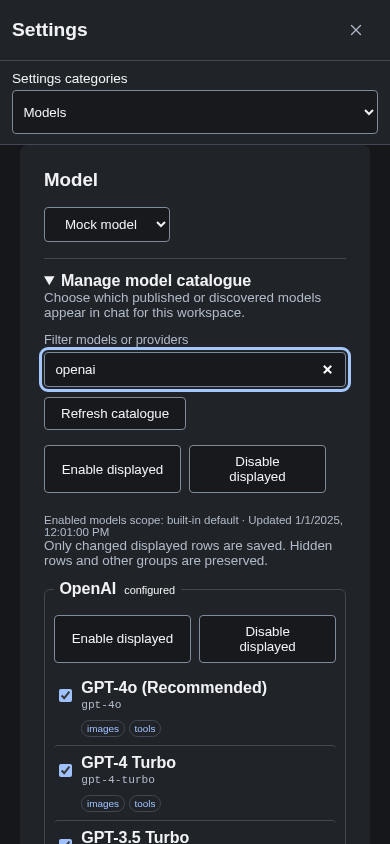 Settings
Settings categories
Models
Model
Mock model
Manage model catalogue
Choose which published or discovered models
appear in chat for this workspace.
Filter models or providers
openai
Refresh catalogue
Enable displayed
Disable
displayed
Enabled models scope: built-in default · Updated 1/1/2025,
12:01:00 PM
Only changed displayed rows are saved. Hidden
rows and other groups are preserved.
OpenAI configured
Enable displayed
Disable
displayed
GPT-4o (Recommended)
gpt-4o
images tools
GPT-4 Turbo
gpt-4-turbo
images tools
GPT-3.5 Turbo